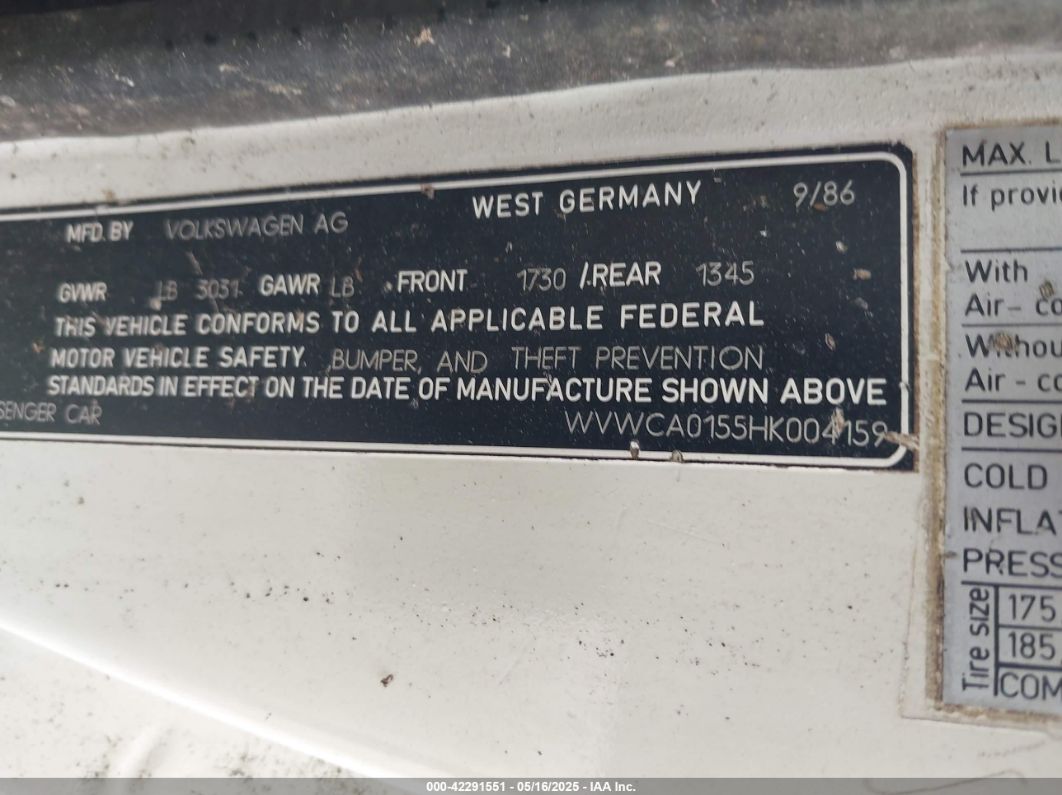 MFD. BY VOLKSWAGEN AG WEST GERMANY 9/86
GVWR LB 3031 GAWR LB FRONT 1730 /.REAR 1345
THIS VEHICLE CONFORMS TO ALL APPLICABLE FEDERAL
MOTOR VEHICLE SAFETY, BUMPER, AND THEFT PREVENTION
STANDARDS IN EFFECT ON THE DATE OF MANUFACTURE SHOWN ABOVE
SENGER CAR WVWCA0155HK004159
MAX. L
If provi
With
Air - co
Withou
Air - co
DESIG
COLD
INFLA
PRESS
Tire size
175
185
COM
000-42291551 - 05/16/2025 - IAA Inc.